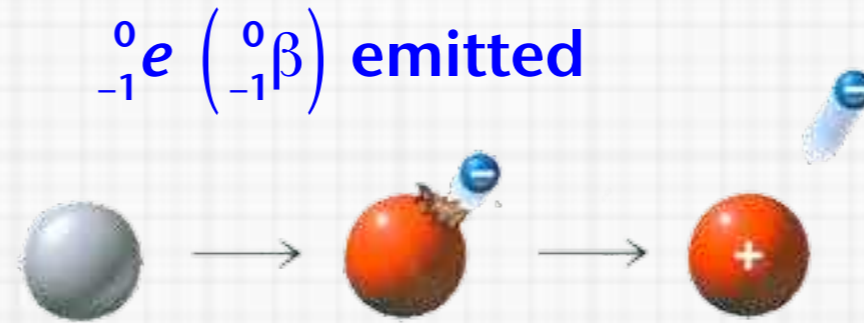 ⁰₋₁e (⁰₋₁β) emitted
− −
+